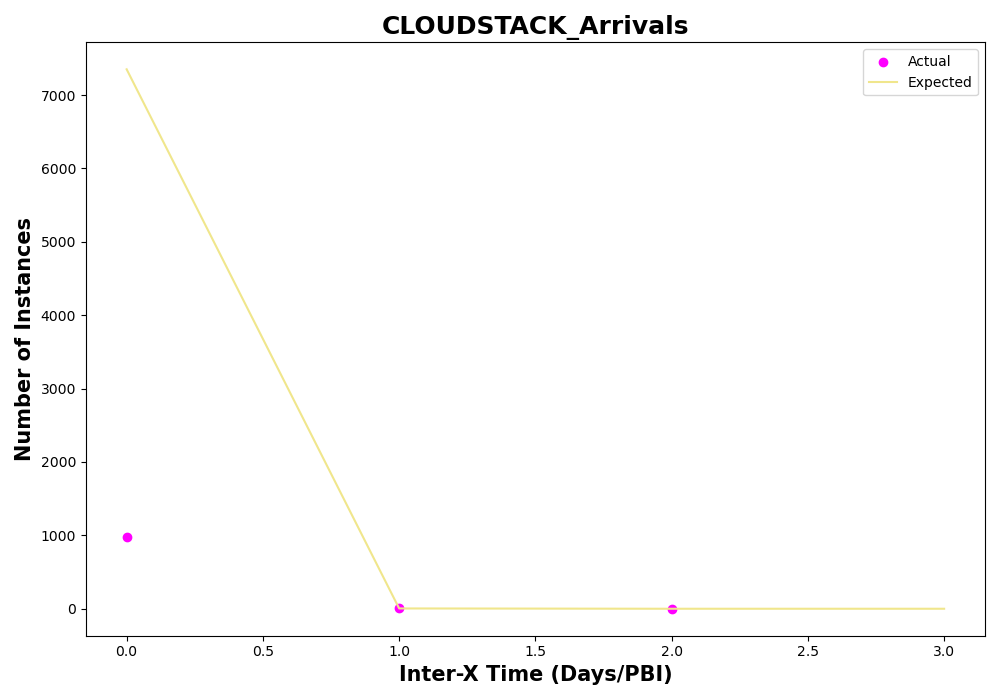 CLOUDSTACK_Arrivals
Actual
Expected
Number of Instances
7000
6000
5000
4000
3000
2000
1000
0
0.0 0.5 1.0 1.5 2.0 2.5 3.0
Inter-X Time (Days/PBI)